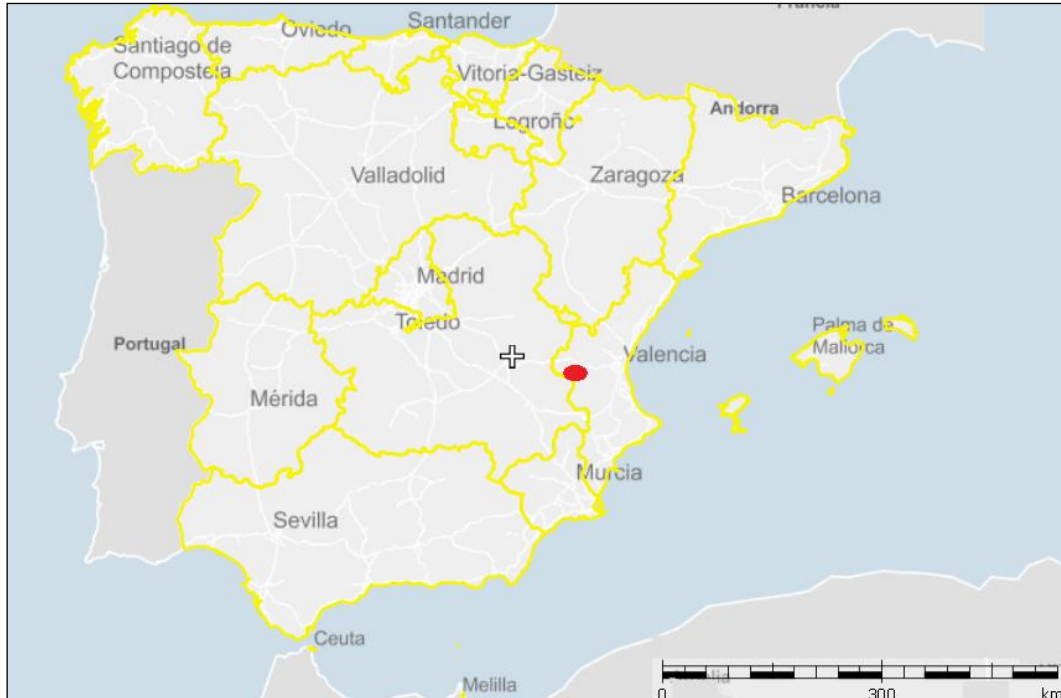 Francia
Santander
Oviedo
Santiago de
Compostela
Vitoria-Gasteiz
Logroño
Andorra
Valladolid
Zaragoza
Barcelona
Madrid
Toledo
Palma de
Mallorca
Portugal
Valencia
Mérida
Murcia
Sevilla
Ceuta
Melilla
0 300 km